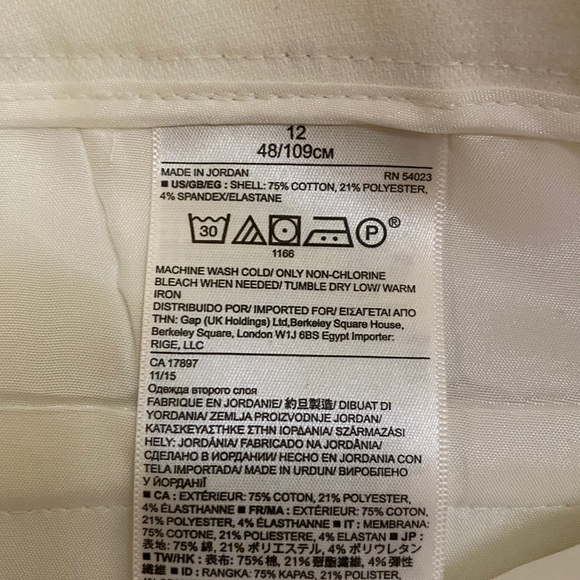 12
48/109CM
MADE IN JORDAN RN 54023
■ US/GB/EG : SHELL: 75% COTTON, 21% POLYESTER,
4% SPANDEX/ELASTANE
30 P®
1166
MACHINE WASH COLD/ ONLY NON-CHLORINE
BLEACH WHEN NEEDED/ TUMBLE DRY LOW/ WARM
IRON
DISTRIBUIDO POR/ IMPORTED FOR/ ΕΙΣΑΓΕΤΑΙ ΑΠΟ
ΤΗΝ: Gap (UK Holdings) Ltd,Berkeley Square House,
Berkeley Square, London W1J 6BS Egypt Importer:
RIGE, LLC
CA 17897
11/15
Одежда второго слоя
FABRIQUÉ EN JORDANIE/ 約旦製造/ DIBUAT DI
YORDANIA/ ZEMLJA PROIZVODNJE JORDAN/
ΚΑΤΑΣΚΕΥΑΣΤΗΚΕ ΣΤΗΝ ΙΟΡΔΑΝΙΑ/ SZÁRMAZÁSI
HELY: JORDÁNIA/ FABRICADO NA JORDÂNIA/
СДЕЛАНО В ИОРДАНИИ/ HECHO EN JORDANIA CON
TELA IMPORTADA/ MADE IN URDUN/ ВИРОБЛЕНО
У ЙОРДАНІЇ
■ CA : EXTÉRIEUR: 75% COTON, 21% POLYESTER,
4% ÉLASTHANNE ■ FR/MA : EXTÉRIEUR: 75% COTON,
21% POLYESTER, 4% ÉLASTHANNE ■ IT : MEMBRANA:
75% COTONE, 21% POLIESTERE, 4% ELASTAN ■ JP :
表地: 75% 綿, 21% ポリエステル, 4% ポリウレタン
■ TW/HK : 表布: 75% 棉, 21% 聚酯纖維, 4% 彈性
纖維 ■ ID : RANGKA: 75% KAPAS, 21% POLIESTER,